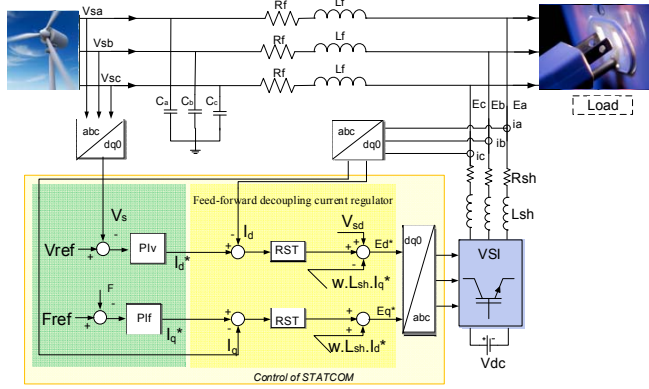 Vsa
Rf
Lf
Vsb
Rf
Lf
Vsc
Rf
Lf
Ca
Cb
Cc
Ec
Eb
Ea
Load
abc
dq0
abc
dq0
ia
ib
ic
Rsh
Lsh
Feed-forward decoupling current regulator
Vs
-
Id
-
Vsd
dq0
VSI
Vref
+
PIv
Id*
+
RST
+
+
Ed*
-
w.Lsh.Iq*
F
-
Fref
+
PIf
Iq*
+
-
Iq
RST
+
+
Eq*
w.Lsh.Id*
abc
+
-
Vdc
Control of STATCOM